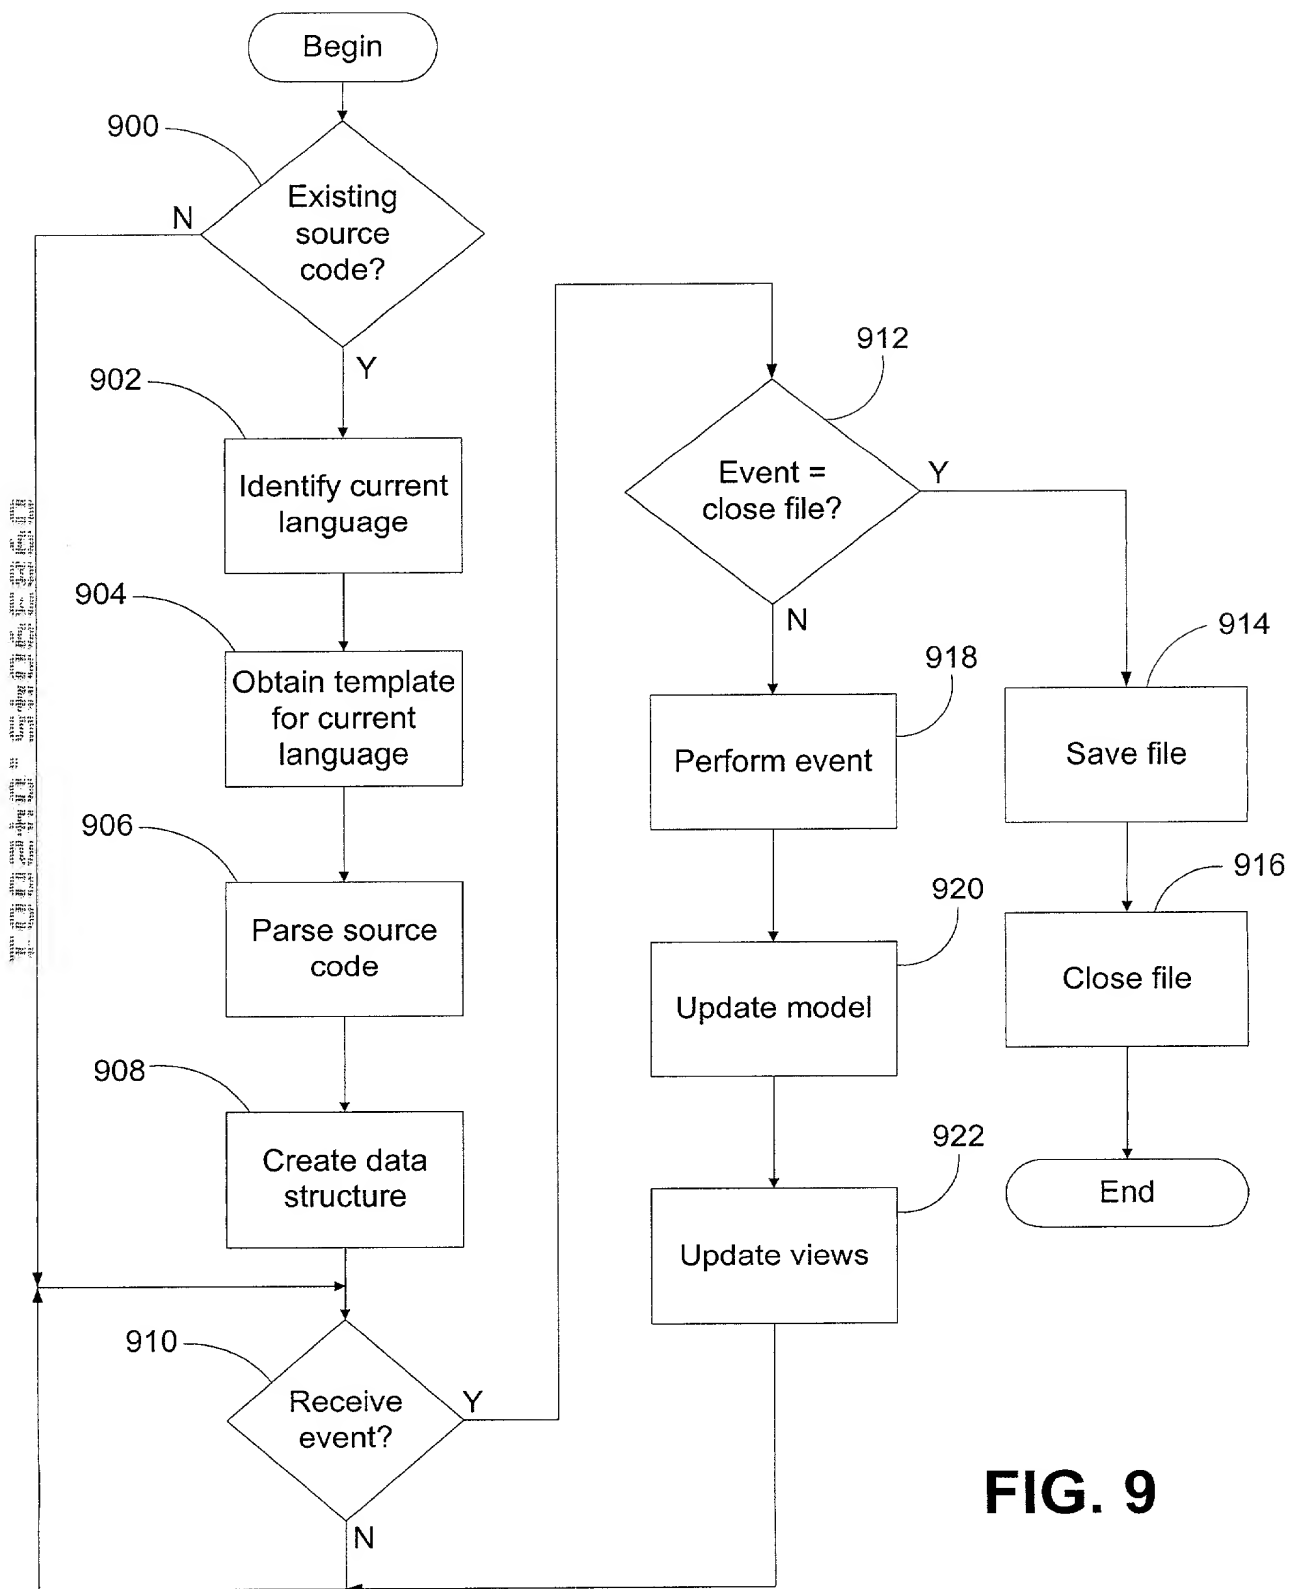 Begin
900
Existing
source
code?
N
Y
902
Identify current
language
904
Obtain template
for current
language
906
Parse source
code
908
Create data
structure
910
Receive
event?
Y
N
912
Event =
close file?
Y
N
914
Save file
916
Close file
End
918
Perform event
920
Update model
922
Update views
FIG. 9